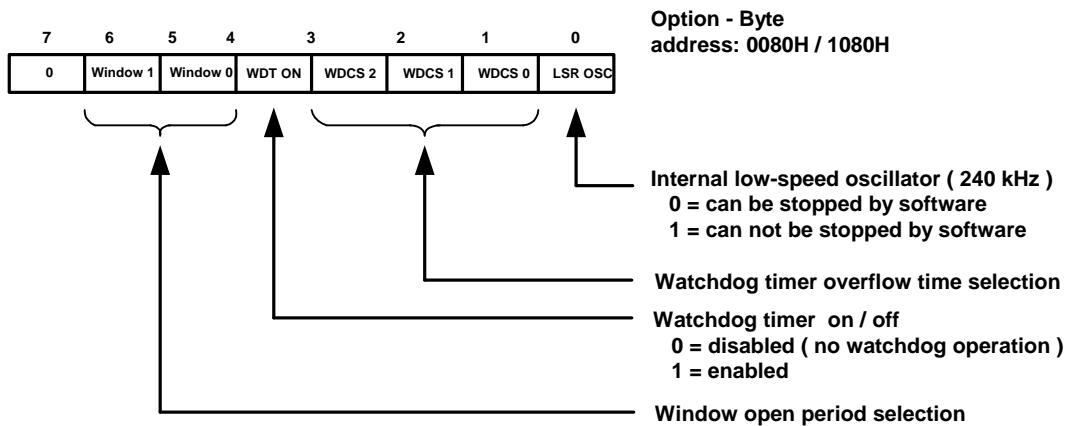 Option - Byte
address: 0080H / 1080H
7 6 5 4 3 2 1 0
0 Window 1 Window 0 WDT ON WDCS 2 WDCS 1 WDCS 0 LSR OSC
Internal low-speed oscillator ( 240 kHz )
0 = can be stopped by software
1 = can not be stopped by software
Watchdog timer overflow time selection
Watchdog timer on / off
0 = disabled ( no watchdog operation )
1 = enabled
Window open period selection